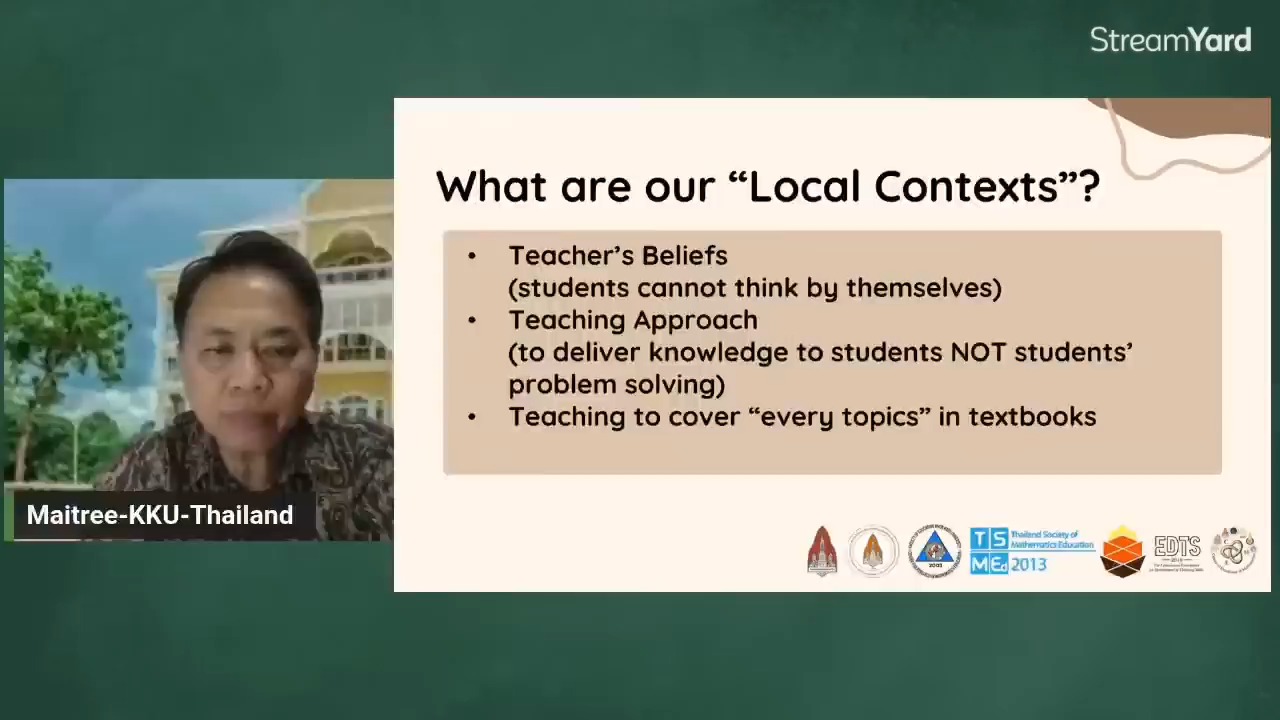 StreamYard
What are our “Local Contexts”?
• Teacher’s Beliefs
(students cannot think by themselves)
• Teaching Approach
(to deliver knowledge to students NOT students’
problem solving)
• Teaching to cover “every topics” in textbooks
Maitree-KKU-Thailand
TS
MEd
Thailand Society of
Mathematics Education
2013
EDTS